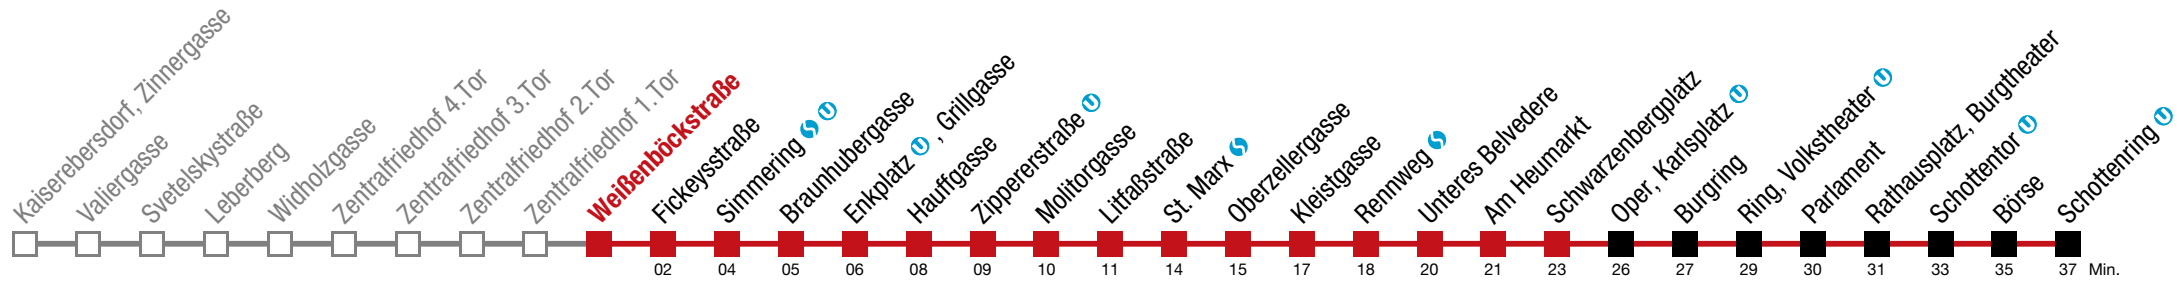 Kaiserebersdorf, Zinnergasse
Valiergasse
Svetelskystraße
Leberberg
Widholzgasse
Zentralfriedhof 4.Tor
Zentralfriedhof 3.Tor
Zentralfriedhof 2.Tor
Zentralfriedhof 1.Tor
Weißenböckstraße
Fickeysstraße
Simmering S U
Braunhubergasse
Enkplatz U , Grillgasse
Hauffgasse
Zippererstraße U
Molitorgasse
Litfaßstraße
St. Marx S
Oberzellergasse
Kleistgasse
Rennweg S
Unteres Belvedere
Am Heumarkt
Schwarzenbergplatz
Oper, Karlsplatz U
Burgring
Ring, Volkstheater U
Parlament
Rathausplatz, Burgtheater
Schottentor U
Börse
Schottenring U
02 04 05 06 08 09 10 11 14 15 17 18 20 21 23 26 27 29 30 31 33 35 37 Min.